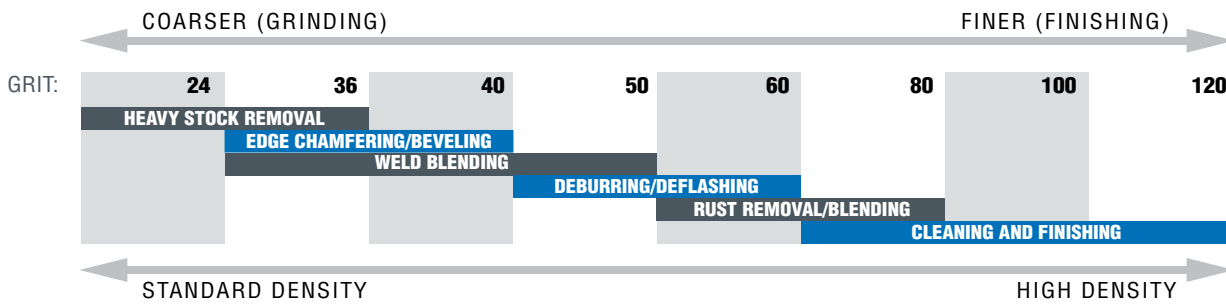 COARSER (GRINDING) FINER (FINISHING)
GRIT: 24 36 40 50 60 80 100 120
HEAVY STOCK REMOVAL
EDGE CHAMFERING/BEVELING
WELD BLENDING
DEBURRING/DEFLASHING
RUST REMOVAL/BLENDING
CLEANING AND FINISHING
STANDARD DENSITY HIGH DENSITY